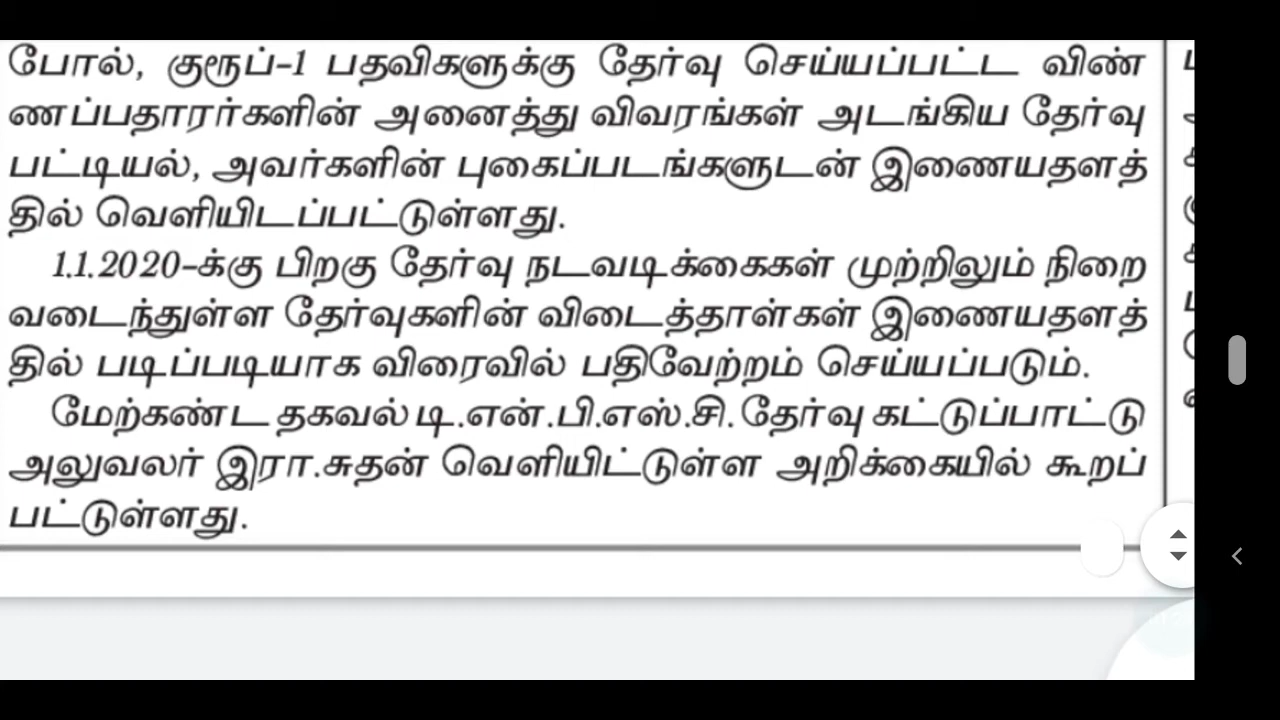 போல், குரூப்-1 பதவிகளுக்கு தேர்வு செய்யப்பட்ட விண்
ணப்பதாரர்களின் அனைத்து விவரங்கள் அடங்கிய தேர்வு
பட்டியல், அவர்களின் புகைப்படங்களுடன் இணையதளத்
தில் வெளியிடப்பட்டுள்ளது.
1.1.2020-க்கு பிறகு தேர்வு நடவடிக்கைகள் முற்றிலும் நிறை
வடைந்துள்ள தேர்வுகளின் விடைத்தாள்கள் இணையதளத்
தில் படிப்படியாக விரைவில் பதிவேற்றம் செய்யப்படும்.
மேற்கண்ட தகவல் டி.என்.பி.எஸ்.சி. தேர்வு கட்டுப்பாட்டு
அலுவலர் இரா.சுதன் வெளியிட்டுள்ள அறிக்கையில் கூறப்
பட்டுள்ளது.